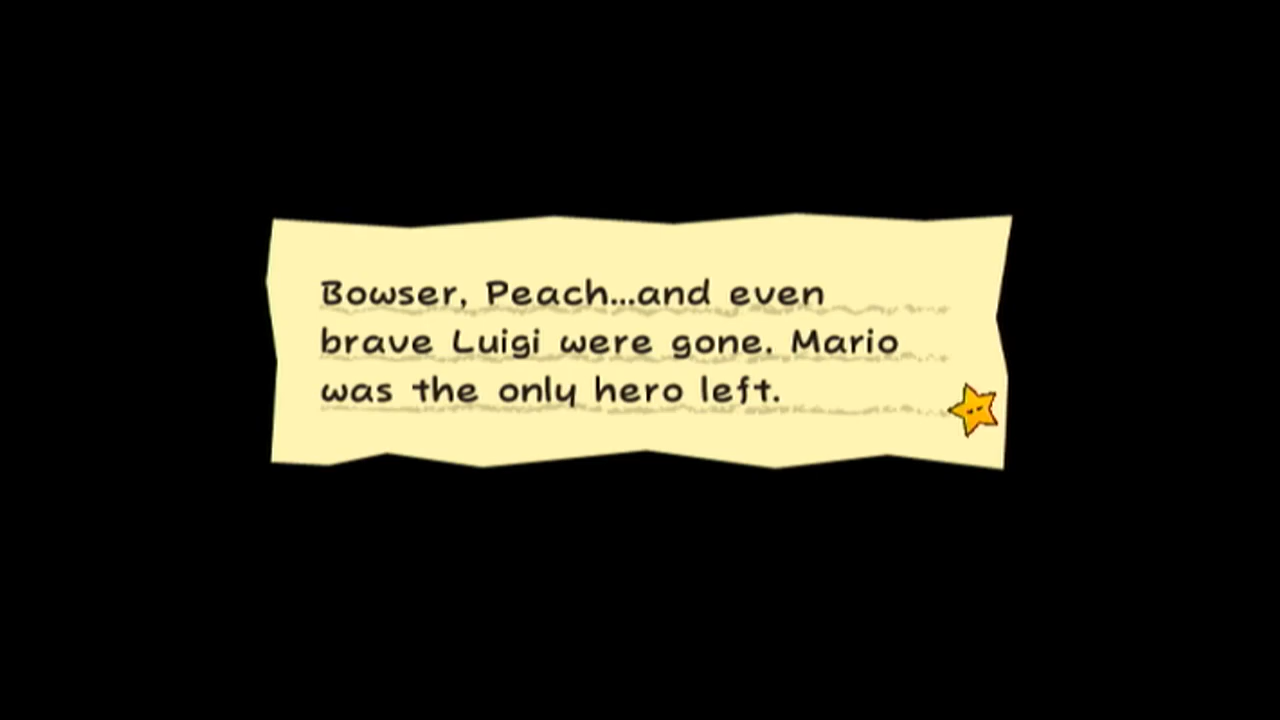 Bowser, Peach...and even
brave Luigi were gone. Mario
was the only hero left.